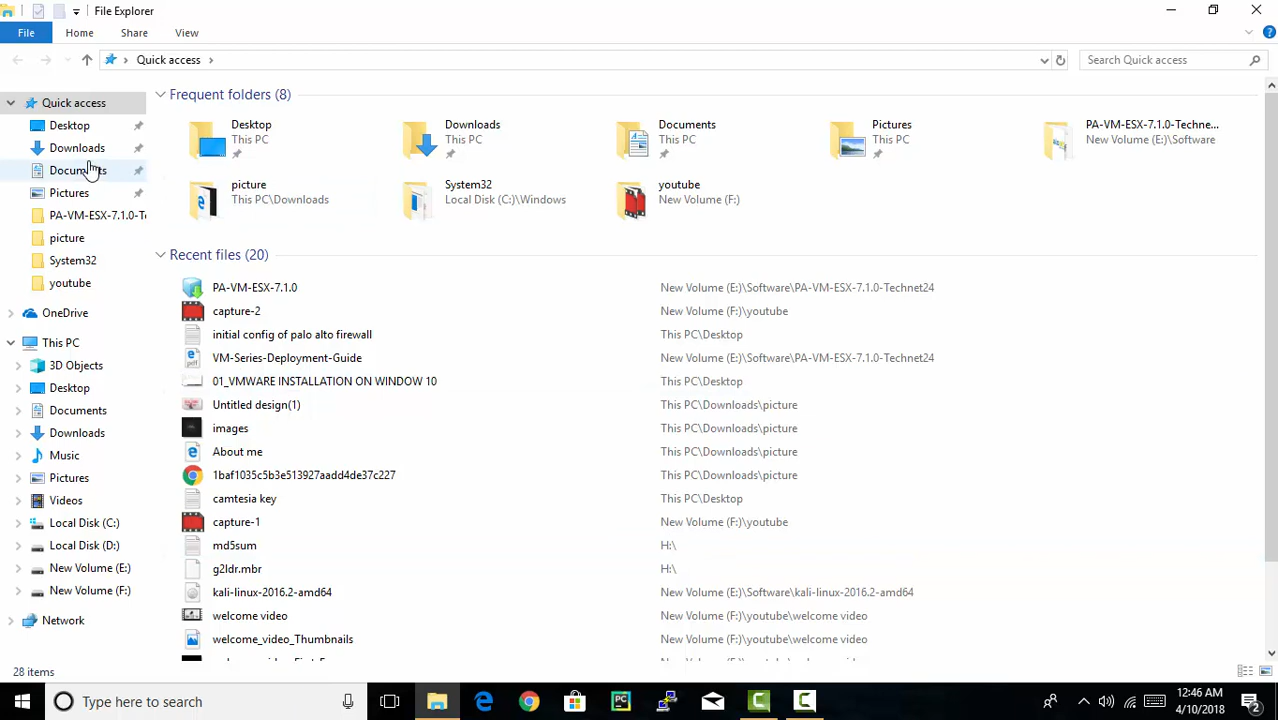 File Explorer
File Home Share View
Quick access
Search Quick access
Quick access
Desktop
Downloads
Documents
Pictures
PA-VM-ESX-7.1.0-Te
picture
System32
youtube
OneDrive
This PC
3D Objects
Desktop
Documents
Downloads
Music
Pictures
Videos
Local Disk (C:)
Local Disk (D:)
New Volume (E:)
New Volume (F:)
Network
Frequent folders (8)
Desktop
This PC
Downloads
This PC
Documents
This PC
Pictures
This PC
PA-VM-ESX-7.1.0-Techne...
New Volume (E:)\Software
picture
This PC\Downloads
System32
Local Disk (C:)\Windows
youtube
New Volume (F:)
Recent files (20)
PA-VM-ESX-7.1.0 New Volume (E:)\Software\PA-VM-ESX-7.1.0-Technet24
capture-2 New Volume (F:)\youtube
initial config of palo alto firewall This PC\Desktop
VM-Series-Deployment-Guide New Volume (E:)\Software\PA-VM-ESX-7.1.0-Technet24
01_VMWARE INSTALLATION ON WINDOW 10 This PC\Desktop
Untitled design(1) This PC\Downloads\picture
images This PC\Downloads\picture
About me This PC\Downloads\picture
1baf1035c5b3e513927aadd4de37c227 This PC\Downloads\picture
camtesia key This PC\Desktop
capture-1 New Volume (F:)\youtube
md5sum H:\
g2ldr.mbr H:\
kali-linux-2016.2-amd64 New Volume (E:)\Software\kali-linux-2016.2-amd64
welcome video New Volume (F:)\youtube\welcome video
welcome_video_Thumbnails New Volume (F:)\youtube\welcome video
28 items
Type here to search
12:46 AM
4/10/2018
2